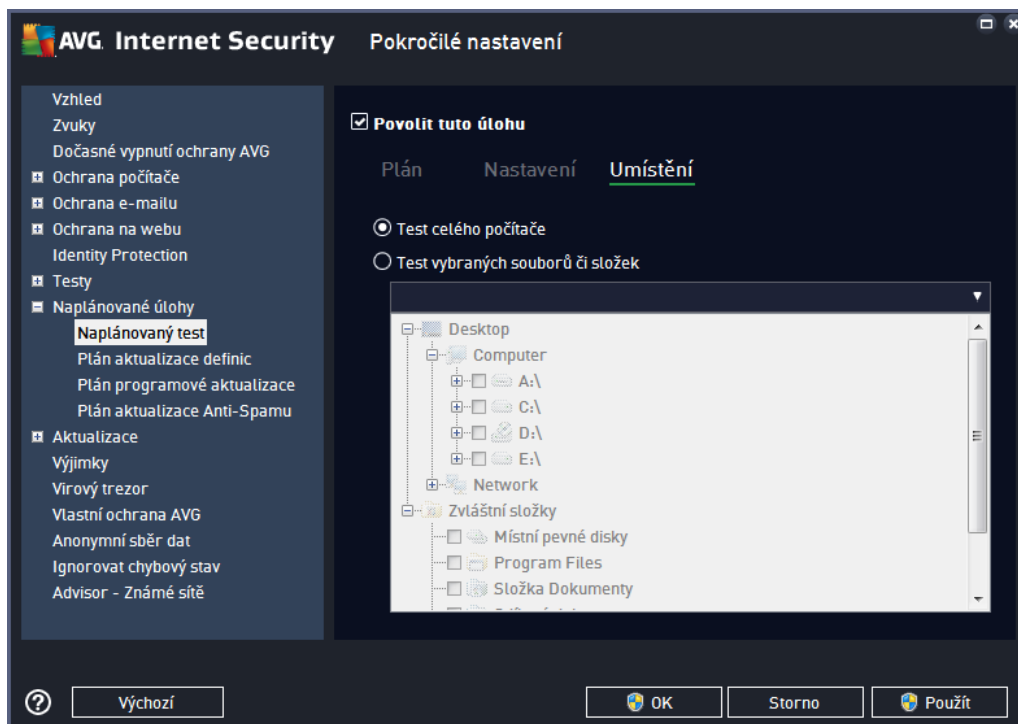 AVG. Internet Security Pokročilé nastavení
Vzhled
Zvuky
Dočasné vypnutí ochrany AVG
Ochrana počítače
Ochrana e-mailu
Ochrana na webu
Identity Protection
Testy
Naplánované úlohy
Naplánovaný test
Plán aktualizace definic
Plán programové aktualizace
Plán aktualizace Anti-Spamu
Aktualizace
Výjimky
Virový trezor
Vlastní ochrana AVG
Anonymní sběr dat
Ignorovat chybový stav
Advisor - Známé sítě
Povolit tuto úlohu
Plán Nastavení Umístění
Test celého počítače
Test vybraných souborů či složek
Desktop
Computer
A:\
C:\
D:\
E:\
Network
Zvláštní složky
Místní pevné disky
Program Files
Složka Dokumenty
Výchozí OK Storno Použít